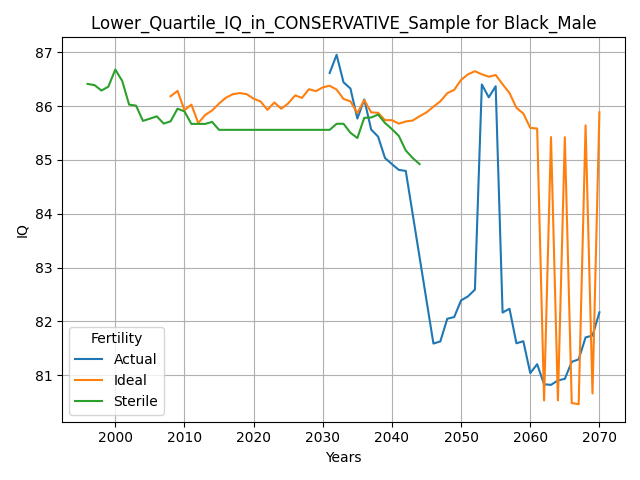 Lower_Quartile_IQ_in_CONSERVATIVE_Sample for Black_Male
87
86
85
84
83
82
81
IQ
Fertility
Actual
Ideal
Sterile
2000 2010 2020 2030 2040 2050 2060 2070
Years